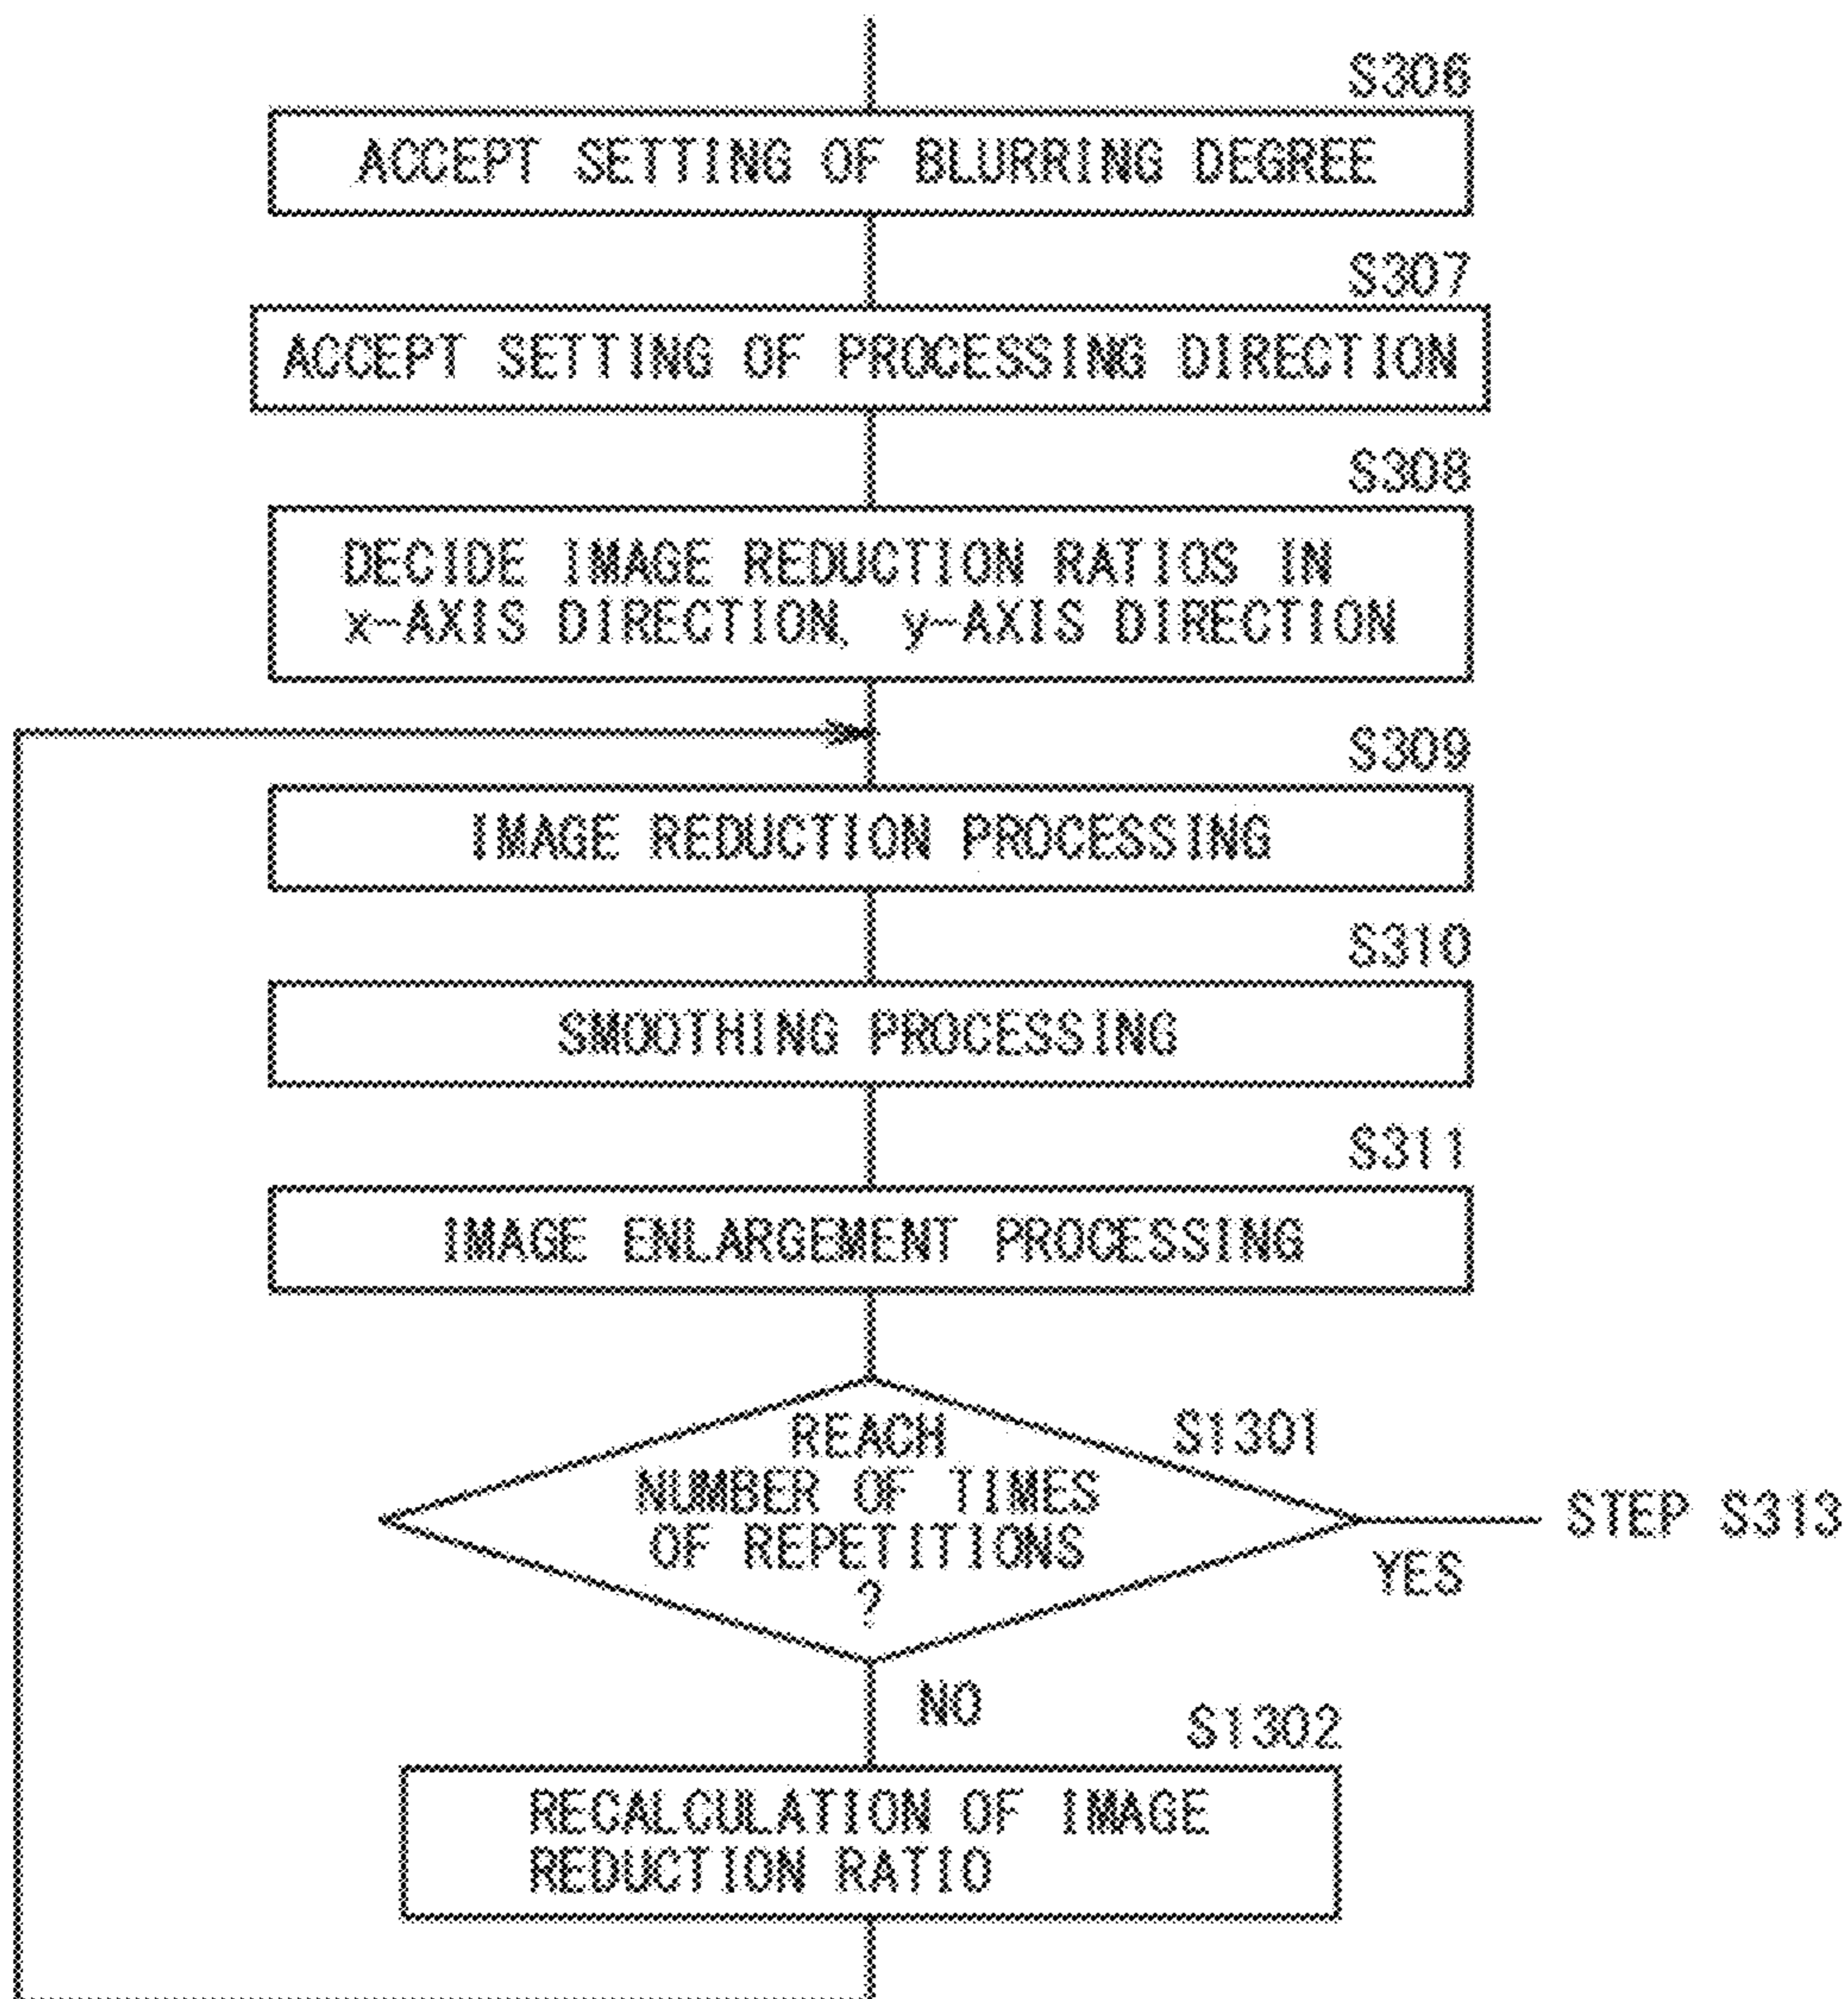 S306
ACCEPT SETTING OF BLURRING DEGREE
S307
ACCEPT SETTING OF PROCESSING DIRECTION
S308
DECIDE IMAGE REDUCTION RATIOS IN
x-AXIS DIRECTION, y-AXIS DIRECTION
S309
IMAGE REDUCTION PROCESSING
S310
SMOOTHING PROCESSING
S311
IMAGE ENLARGEMENT PROCESSING
S1301
REACH
NUMBER OF TIMES
OF REPETITIONS
?
STEP S313
YES
NO
S1302
RECALCULATION OF IMAGE
REDUCTION RATIO